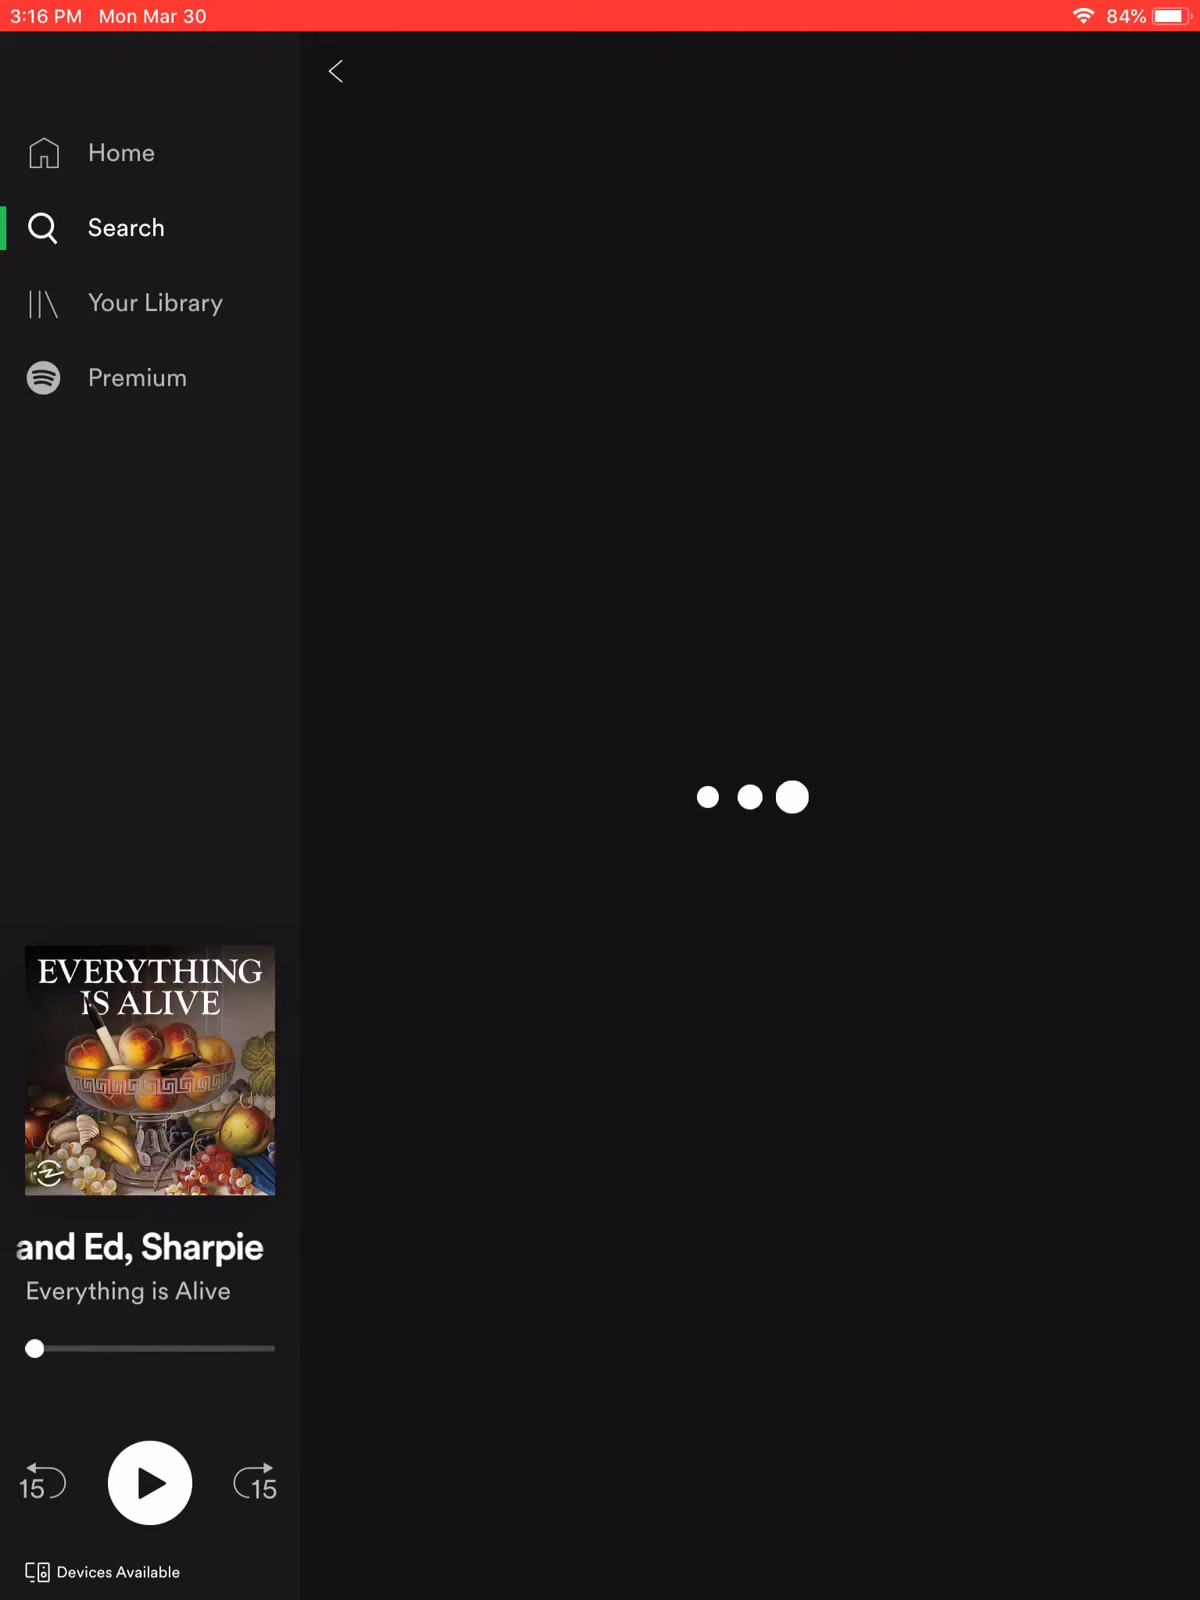 3:16 PM Mon Mar 30
84%
Home
Search
Your Library
Premium
EVERYTHING
IS ALIVE
and Ed, Sharpie
Everything is Alive
15
15
Devices Available